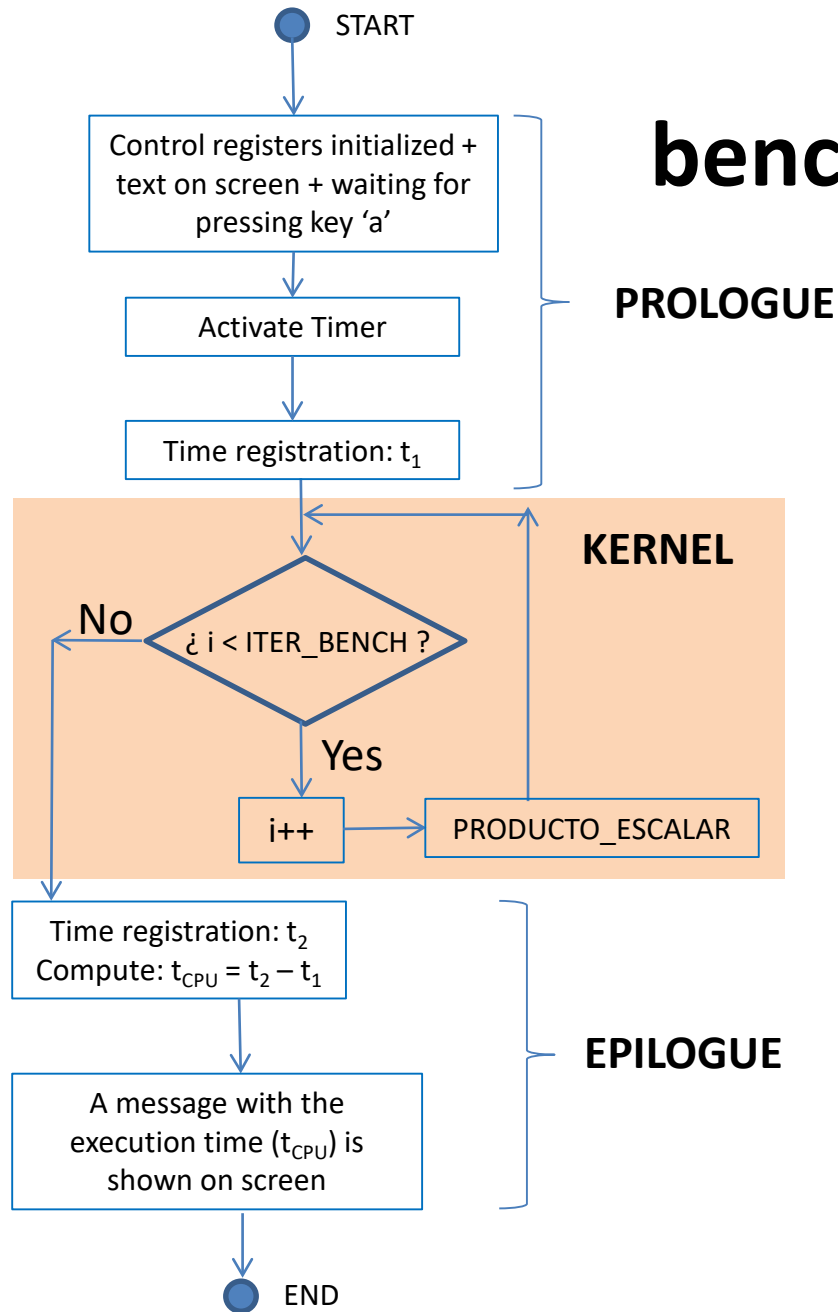 START
Control registers initialized +
text on screen + waiting for
pressing key ‘a’
benc
PROLOGUE
Activate Timer
Time registration: t₁
KERNEL
No
¿ i < ITER_BENCH ?
Yes
i++
PRODUCTO_ESCALAR
Time registration: t₂
Compute: t_CPU = t₂ – t₁
EPILOGUE
A message with the
execution time (t_CPU) is
shown on screen
END